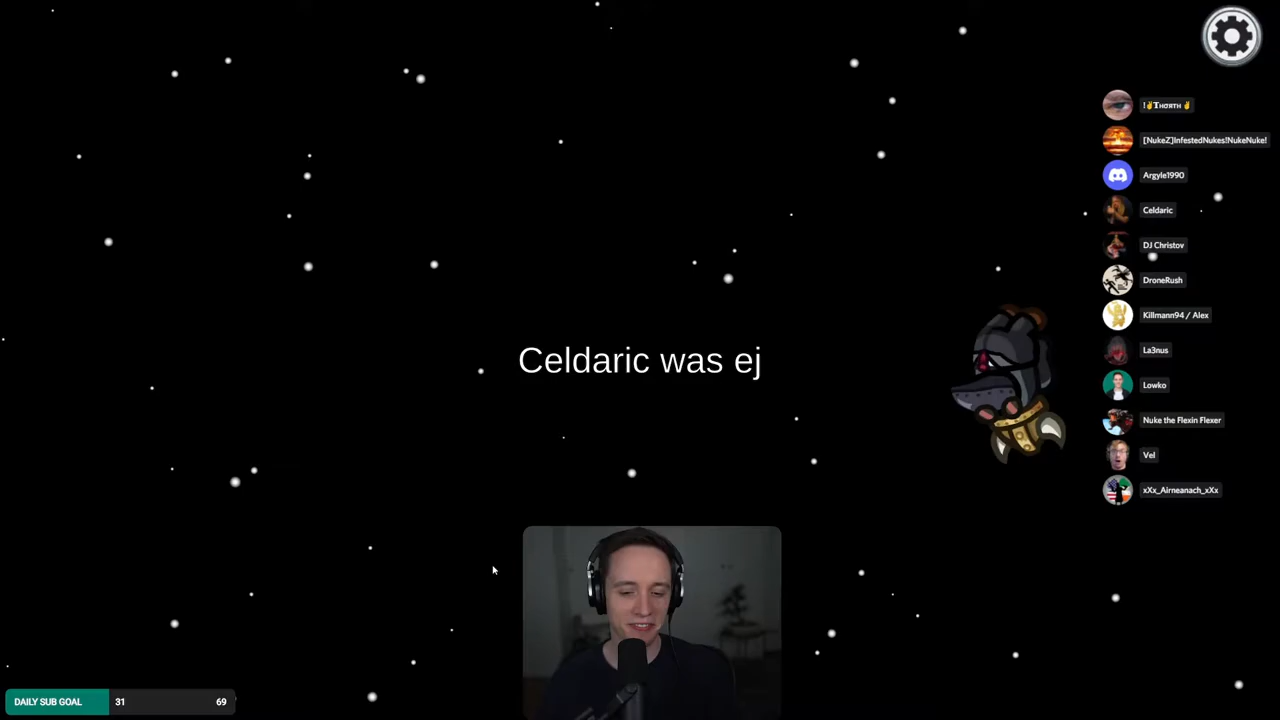 !✌Tʜσʀᴛʜ ✌
[NukeZ]InfestedNukes!NukeNuke!
Argyle1990
Celdaric
DJ Christov
DroneRush
Killmann94 / Alex
La3nus
Celdaric was ej
Lowko
Nuke the Flexin Flexer
Vel
xXx_Airneanach_xXx
DAILY SUB GOAL 31 69